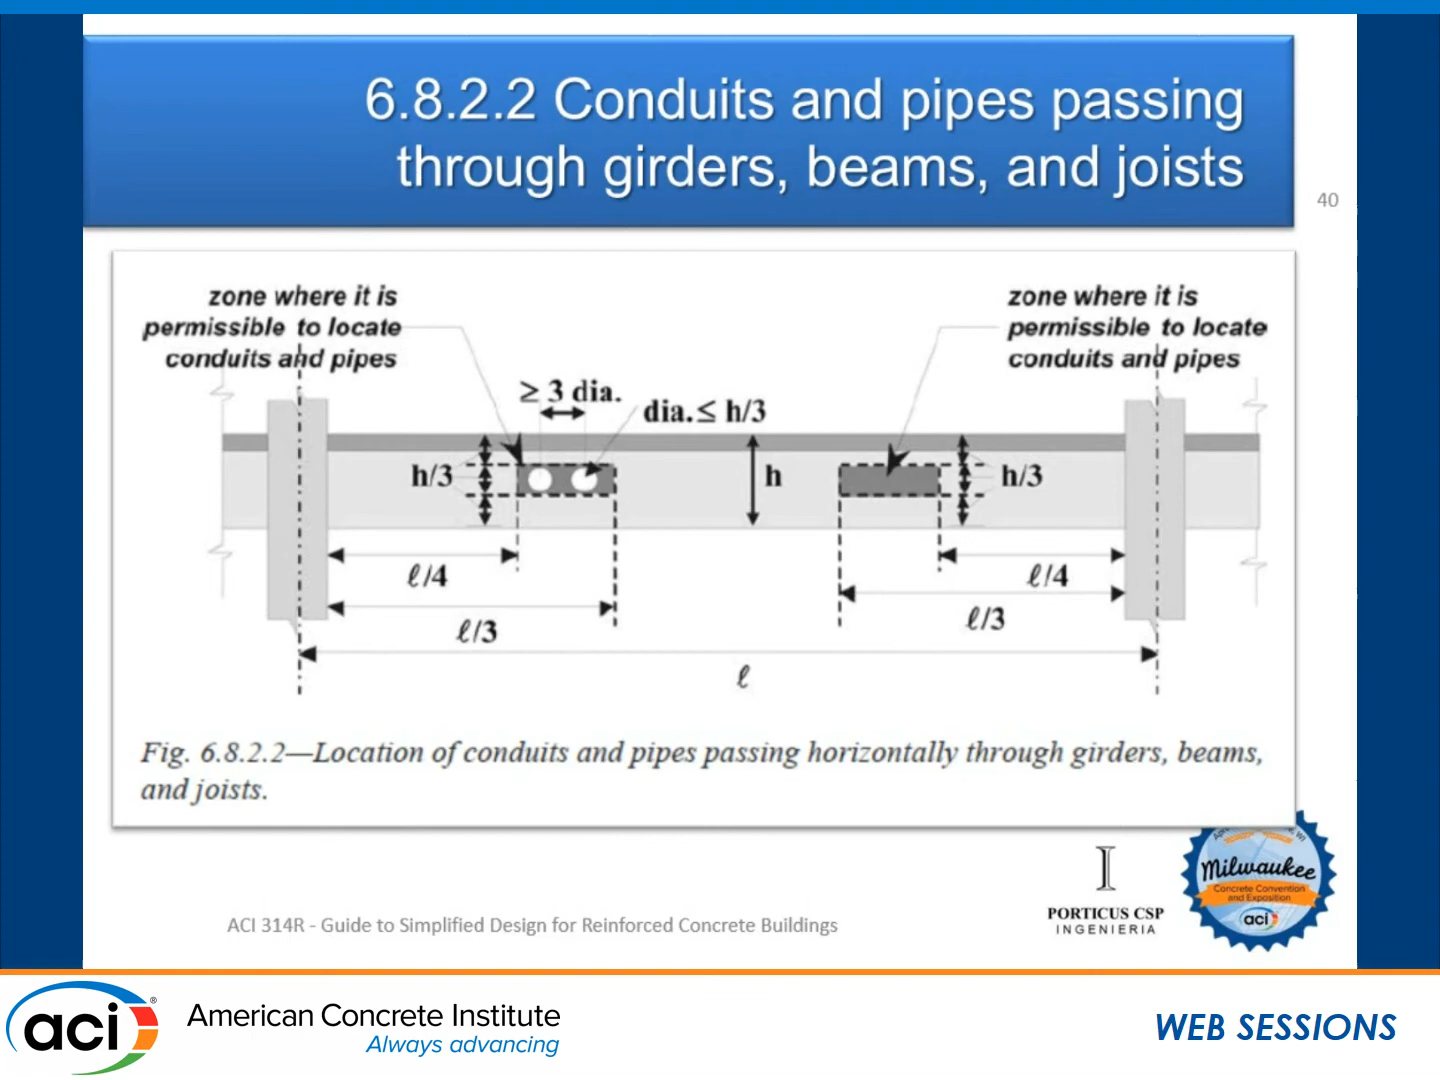 6.8.2.2 Conduits and pipes passing
through girders, beams, and joists
40
zone where it is
permissible to locate
conduits and pipes
zone where it is
permissible to locate
conduits and pipes
≥ 3 dia.
dia.≤ h/3
h/3
h
h/3
ℓ/4
ℓ/4
ℓ/3
ℓ/3
ℓ
Fig. 6.8.2.2—Location of conduits and pipes passing horizontally through girders, beams,
and joists.
Milwaukee
Concrete Convention
and Exposition
aci
PORTICUS CSP
INGENIERIA
ACI 314R - Guide to Simplified Design for Reinforced Concrete Buildings
aci®
American Concrete Institute
Always advancing
WEB SESSIONS